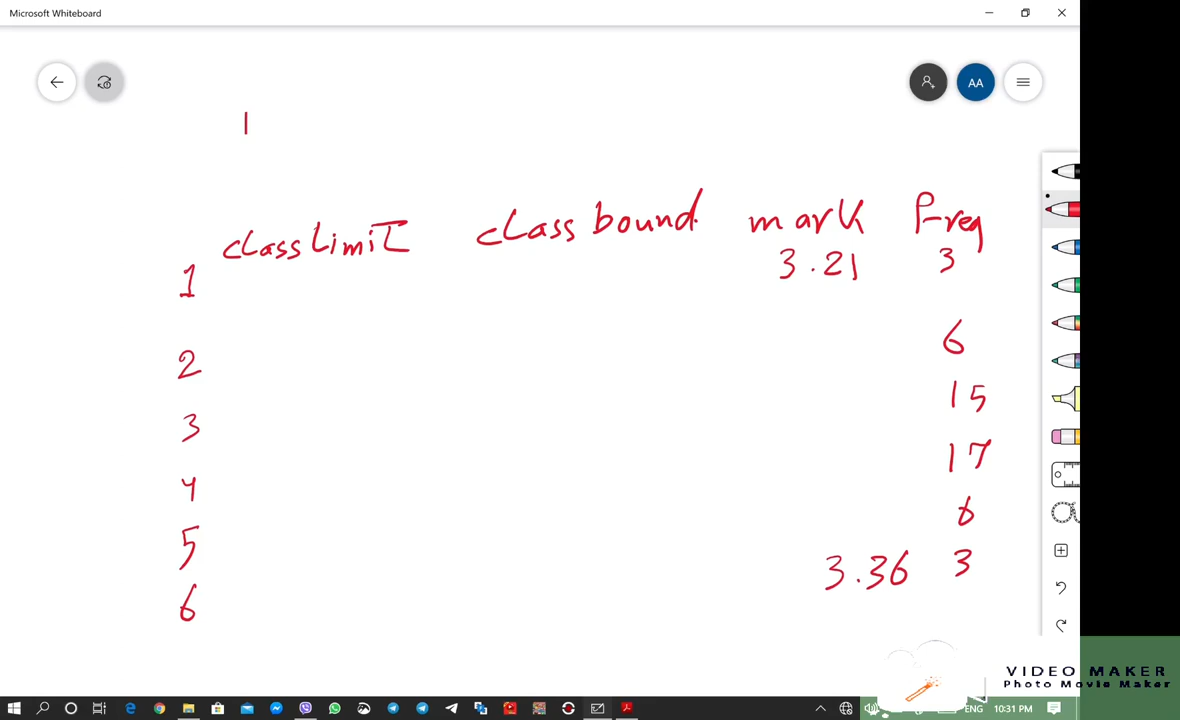 Microsoft Whiteboard
AA
1
class Limit class bound mark Freq
1 3.21 3
2 6
3 15
4 17
5 6
6 3.36 3
VIDEO MAKER
Photo Movie Maker
ENG 10:31 PM